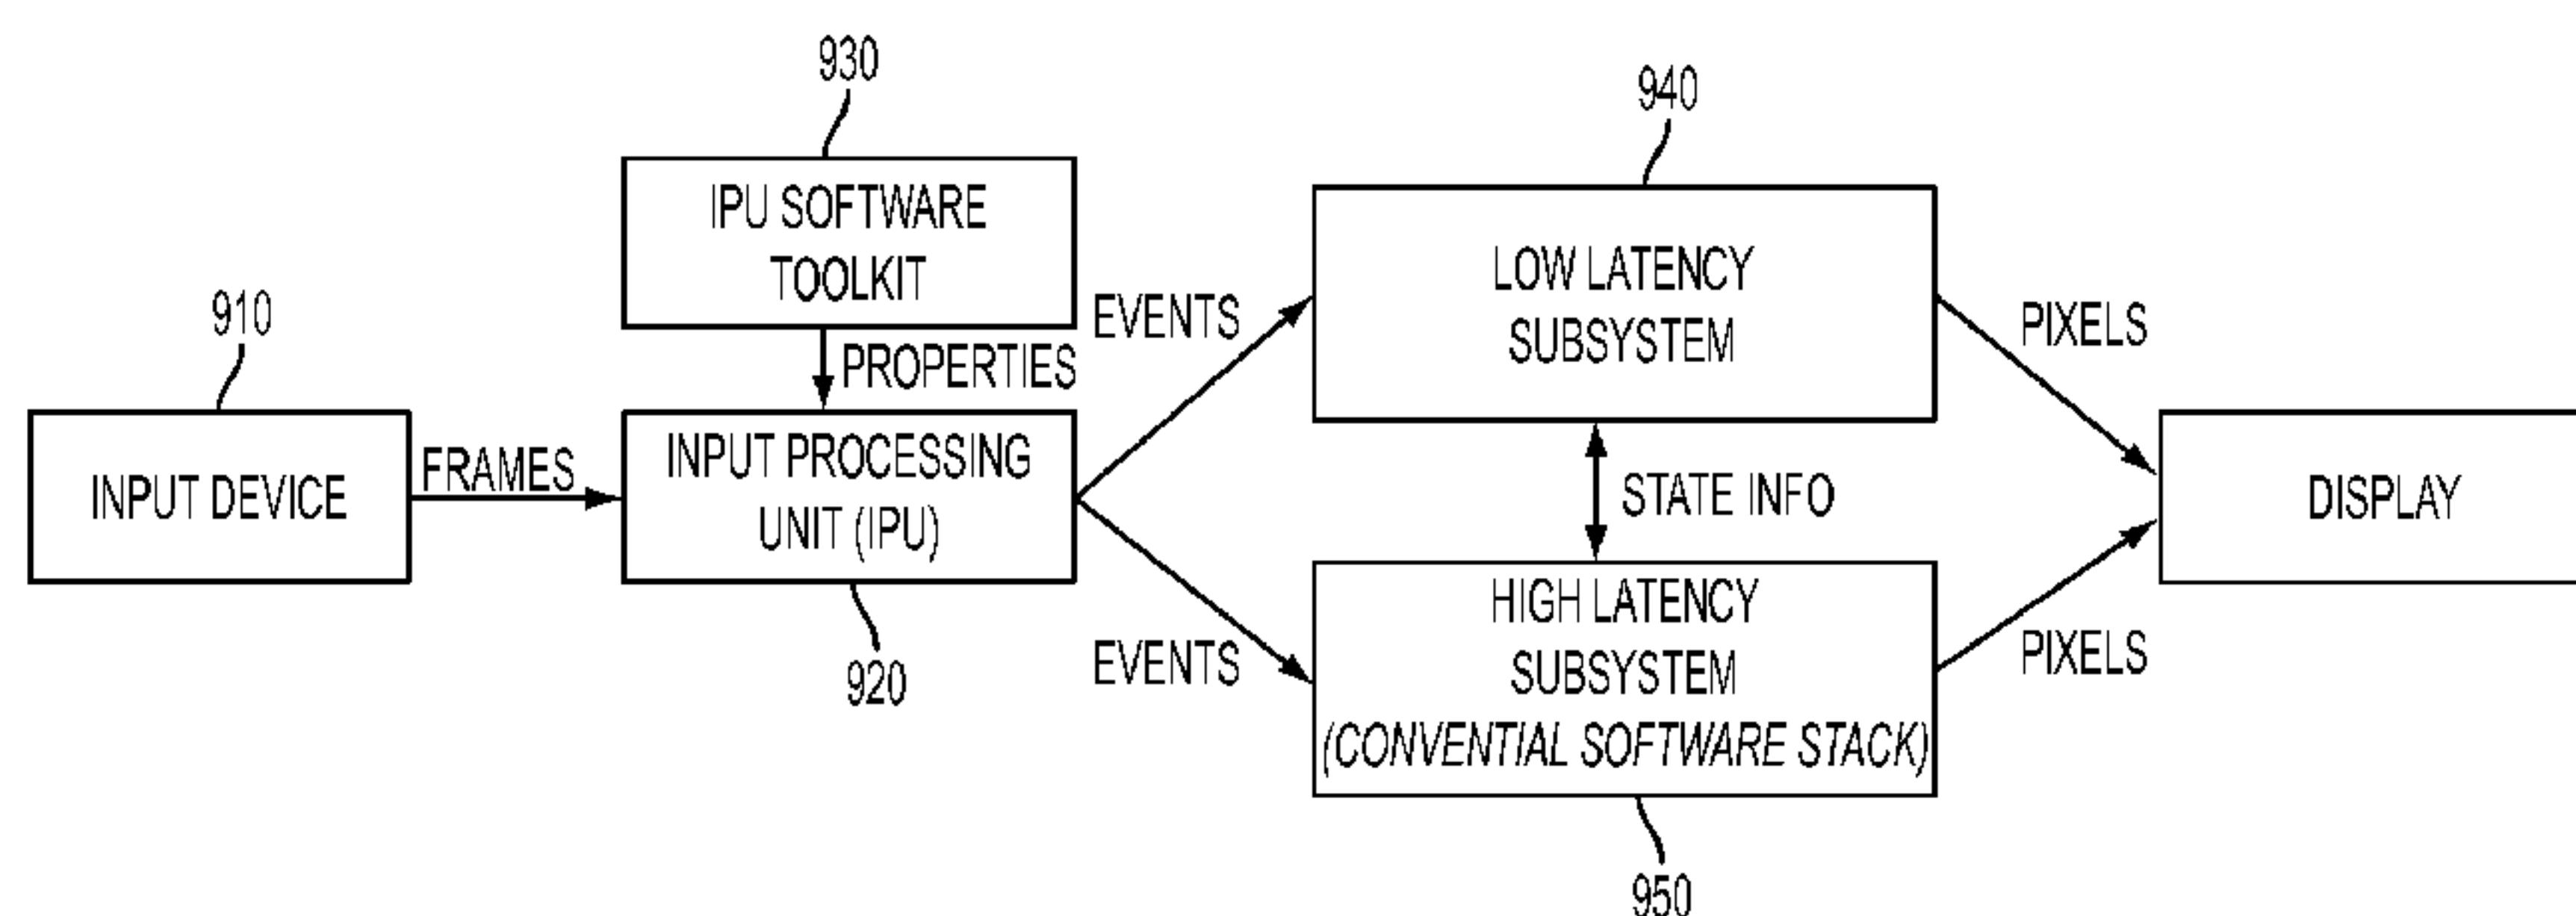 930
940
IPU SOFTWARE
TOOLKIT
910
EVENTS
LOW LATENCY
SUBSYSTEM
PIXELS
PROPERTIES
INPUT DEVICE
FRAMES
INPUT PROCESSING
UNIT (IPU)
STATE INFO
DISPLAY
920
EVENTS
HIGH LATENCY
SUBSYSTEM
(CONVENTIAL SOFTWARE STACK)
PIXELS
950